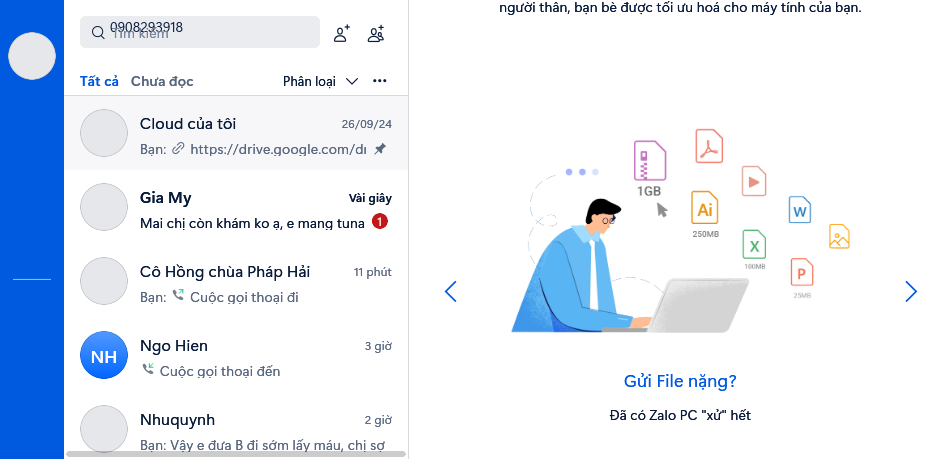 0908293918
Tìm kiếm
Tất cả Chưa đọc Phân loại
Cloud của tôi 26/09/24
Bạn: https://drive.google.com/dr
Gia My Vài giây
Mai chị còn khám ko ạ, e mang tuna 1
Cô Hồng chùa Pháp Hải 11 phút
Bạn: Cuộc gọi thoại đi
NH Ngo Hien 3 giờ
Cuộc gọi thoại đến
Nhuquynh 2 giờ
Bạn: Vậy e đưa B đi sớm lấy máu, chị sợ
người thân, bạn bè được tối ưu hoá cho máy tính của bạn.
1GB
Ai
250MB
W
X
100MB
P
25MB
Gửi File nặng?
Đã có Zalo PC "xử" hết